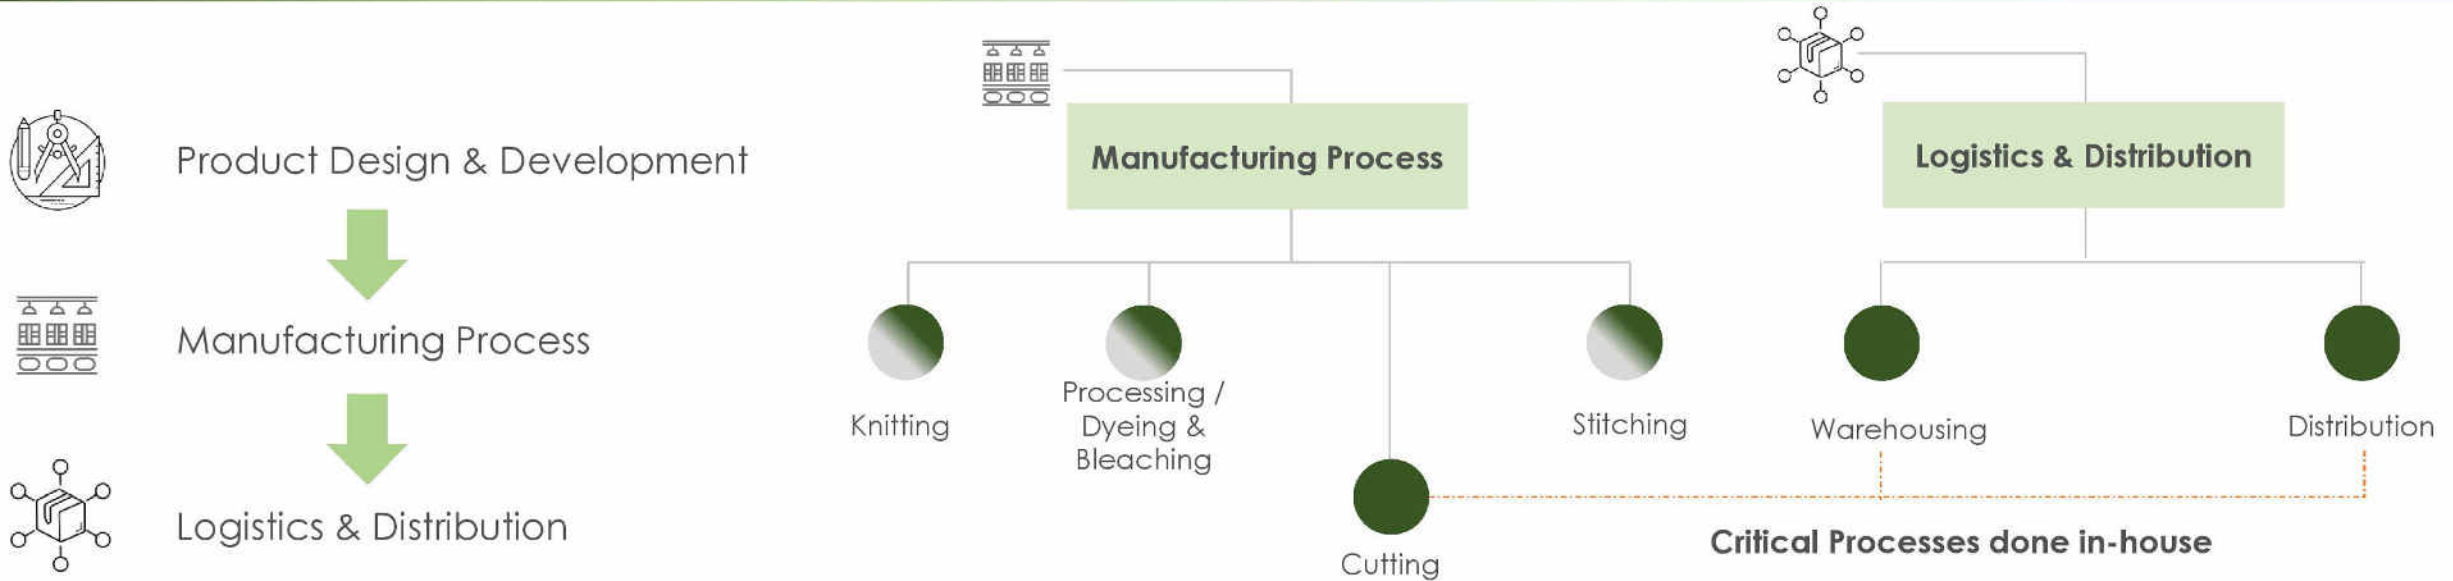 Product Design & Development
Manufacturing Process
Logistics & Distribution
Manufacturing Process
Knitting
Processing /
Dyeing &
Bleaching
Cutting
Stitching
Logistics & Distribution
Warehousing
Distribution
Critical Processes done in-house